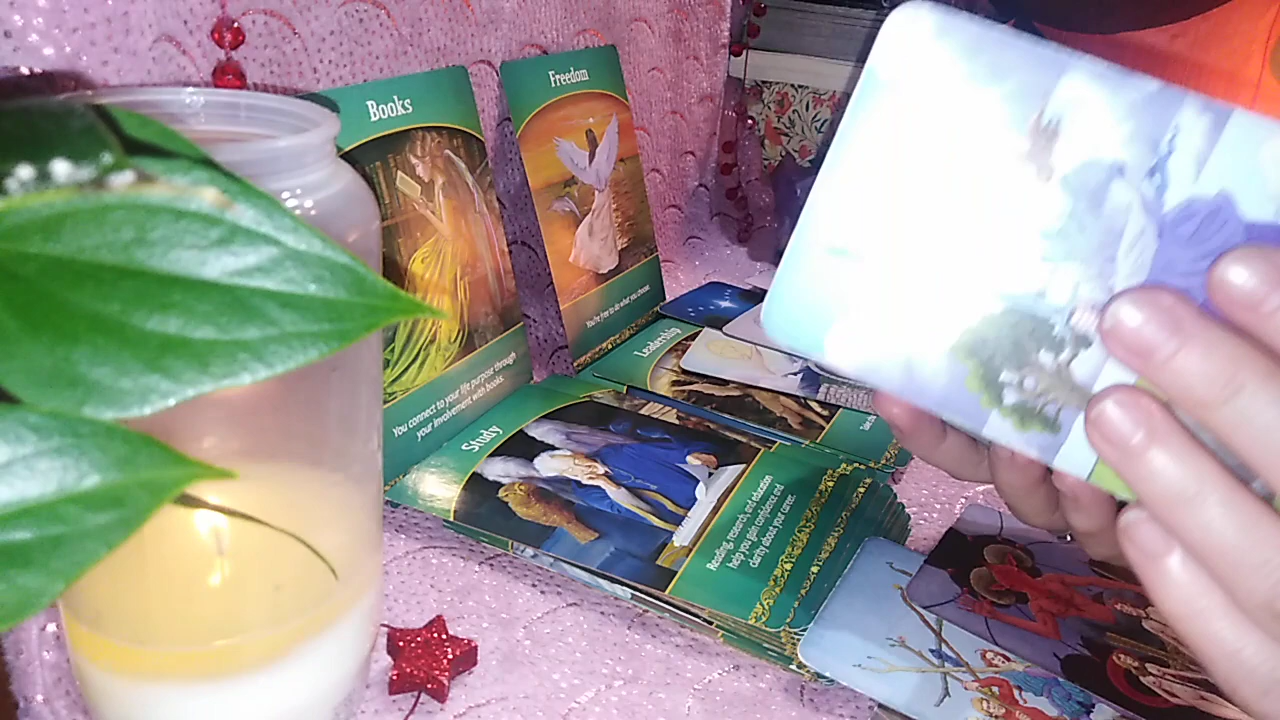 Books
You connect to your life purpose through
your involvement with books.
Freedom
You're free to do what you choose.
Leadership
Study
Reading, research, and education
help you gain confidence and
clarity about your career.